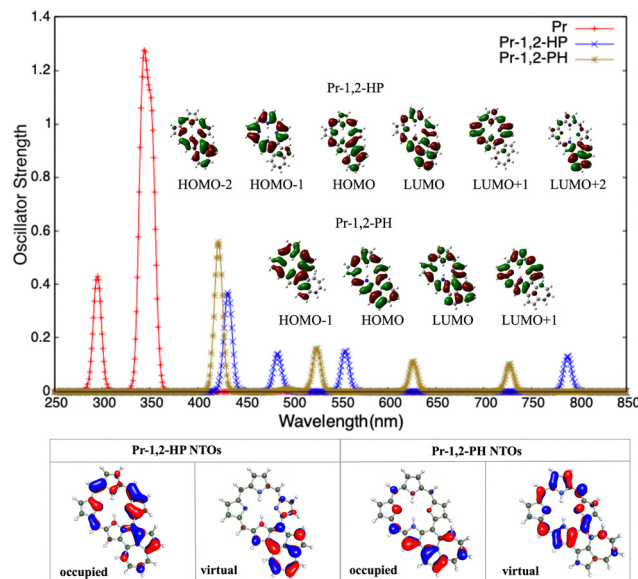 Pr
Pr-1,2-HP
Pr-1,2-PH
1.4
1.2
1
0.8
0.6
0.4
0.2
0
Oscillator Strength
Pr-1,2-HP
HOMO-2 HOMO-1 HOMO LUMO LUMO+1 LUMO+2
Pr-1,2-PH
HOMO-1 HOMO LUMO LUMO+1
250 300 350 400 450 500 550 600 650 700 750 800
Wavelength(nm)
Pr-1,2-HP NTOs Pr-1,2-PH NTOs
occupied virtual occupied virtual